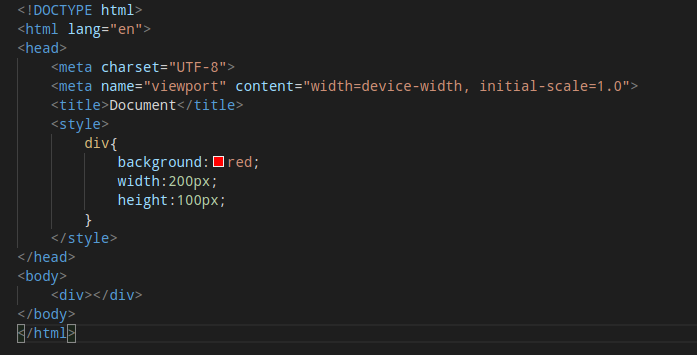 <!DOCTYPE html>
<html lang="en">
<head>
    <meta charset="UTF-8">
    <meta name="viewport" content="width=device-width, initial-scale=1.0">
    <title>Document</title>
    <style>
        div{
            background:red;
            width:200px;
            height:100px;
        }
    </style>
</head>
<body>
    <div></div>
</body>
</html>